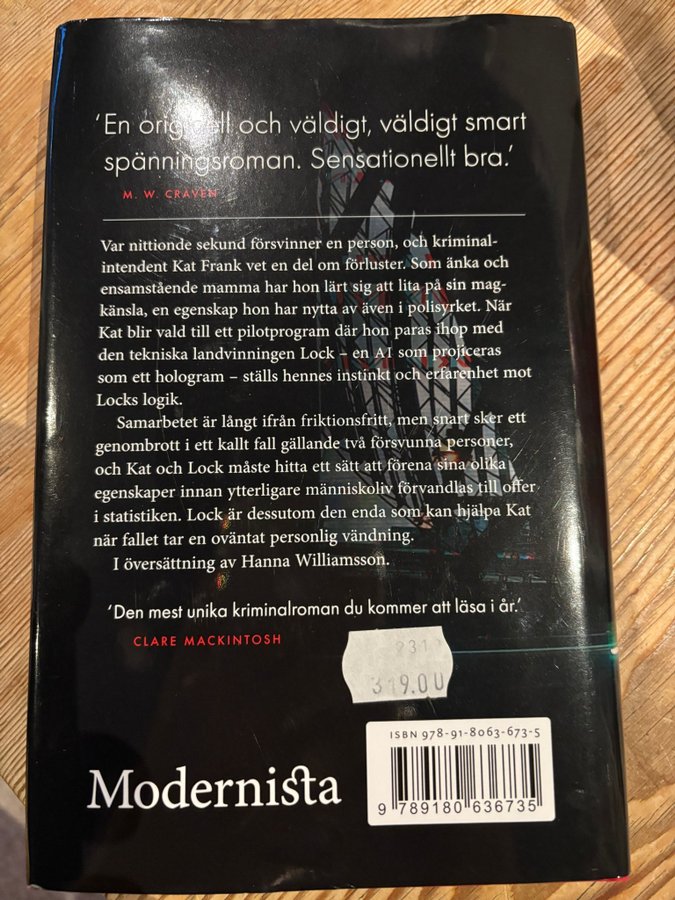 ‘En originell och väldigt, väldigt smart
spänningsroman. Sensationellt bra.’
M. W. CRAVEN
Var nittionde sekund försvinner en person, och kriminal-
intendent Kat Frank vet en del om förluster. Som änka och
ensamstående mamma har hon lärt sig att lita på sin mag-
känsla, en egenskap hon har nytta av även i polisyrket. När
Kat blir vald till ett pilotprogram där hon paras ihop med
den tekniska landvinningen Lock – en AI som projiceras
som ett hologram – ställs hennes instinkt och erfarenhet mot
Locks logik.
Samarbetet är långt ifrån friktionsfritt, men snart sker ett
genombrott i ett kallt fall gällande två försvunna personer,
och Kat och Lock måste hitta ett sätt att förena sina olika
egenskaper innan ytterligare människoliv förvandlas till offer
i statistiken. Lock är dessutom den enda som kan hjälpa Kat
när fallet tar en oväntat personlig vändning.
I översättning av Hanna Williamsson.
‘Den mest unika kriminalroman du kommer att läsa i år.’
CLARE MACKINTOSH
ISBN 978-91-8063-673-5
9 789180 636735
Modernista